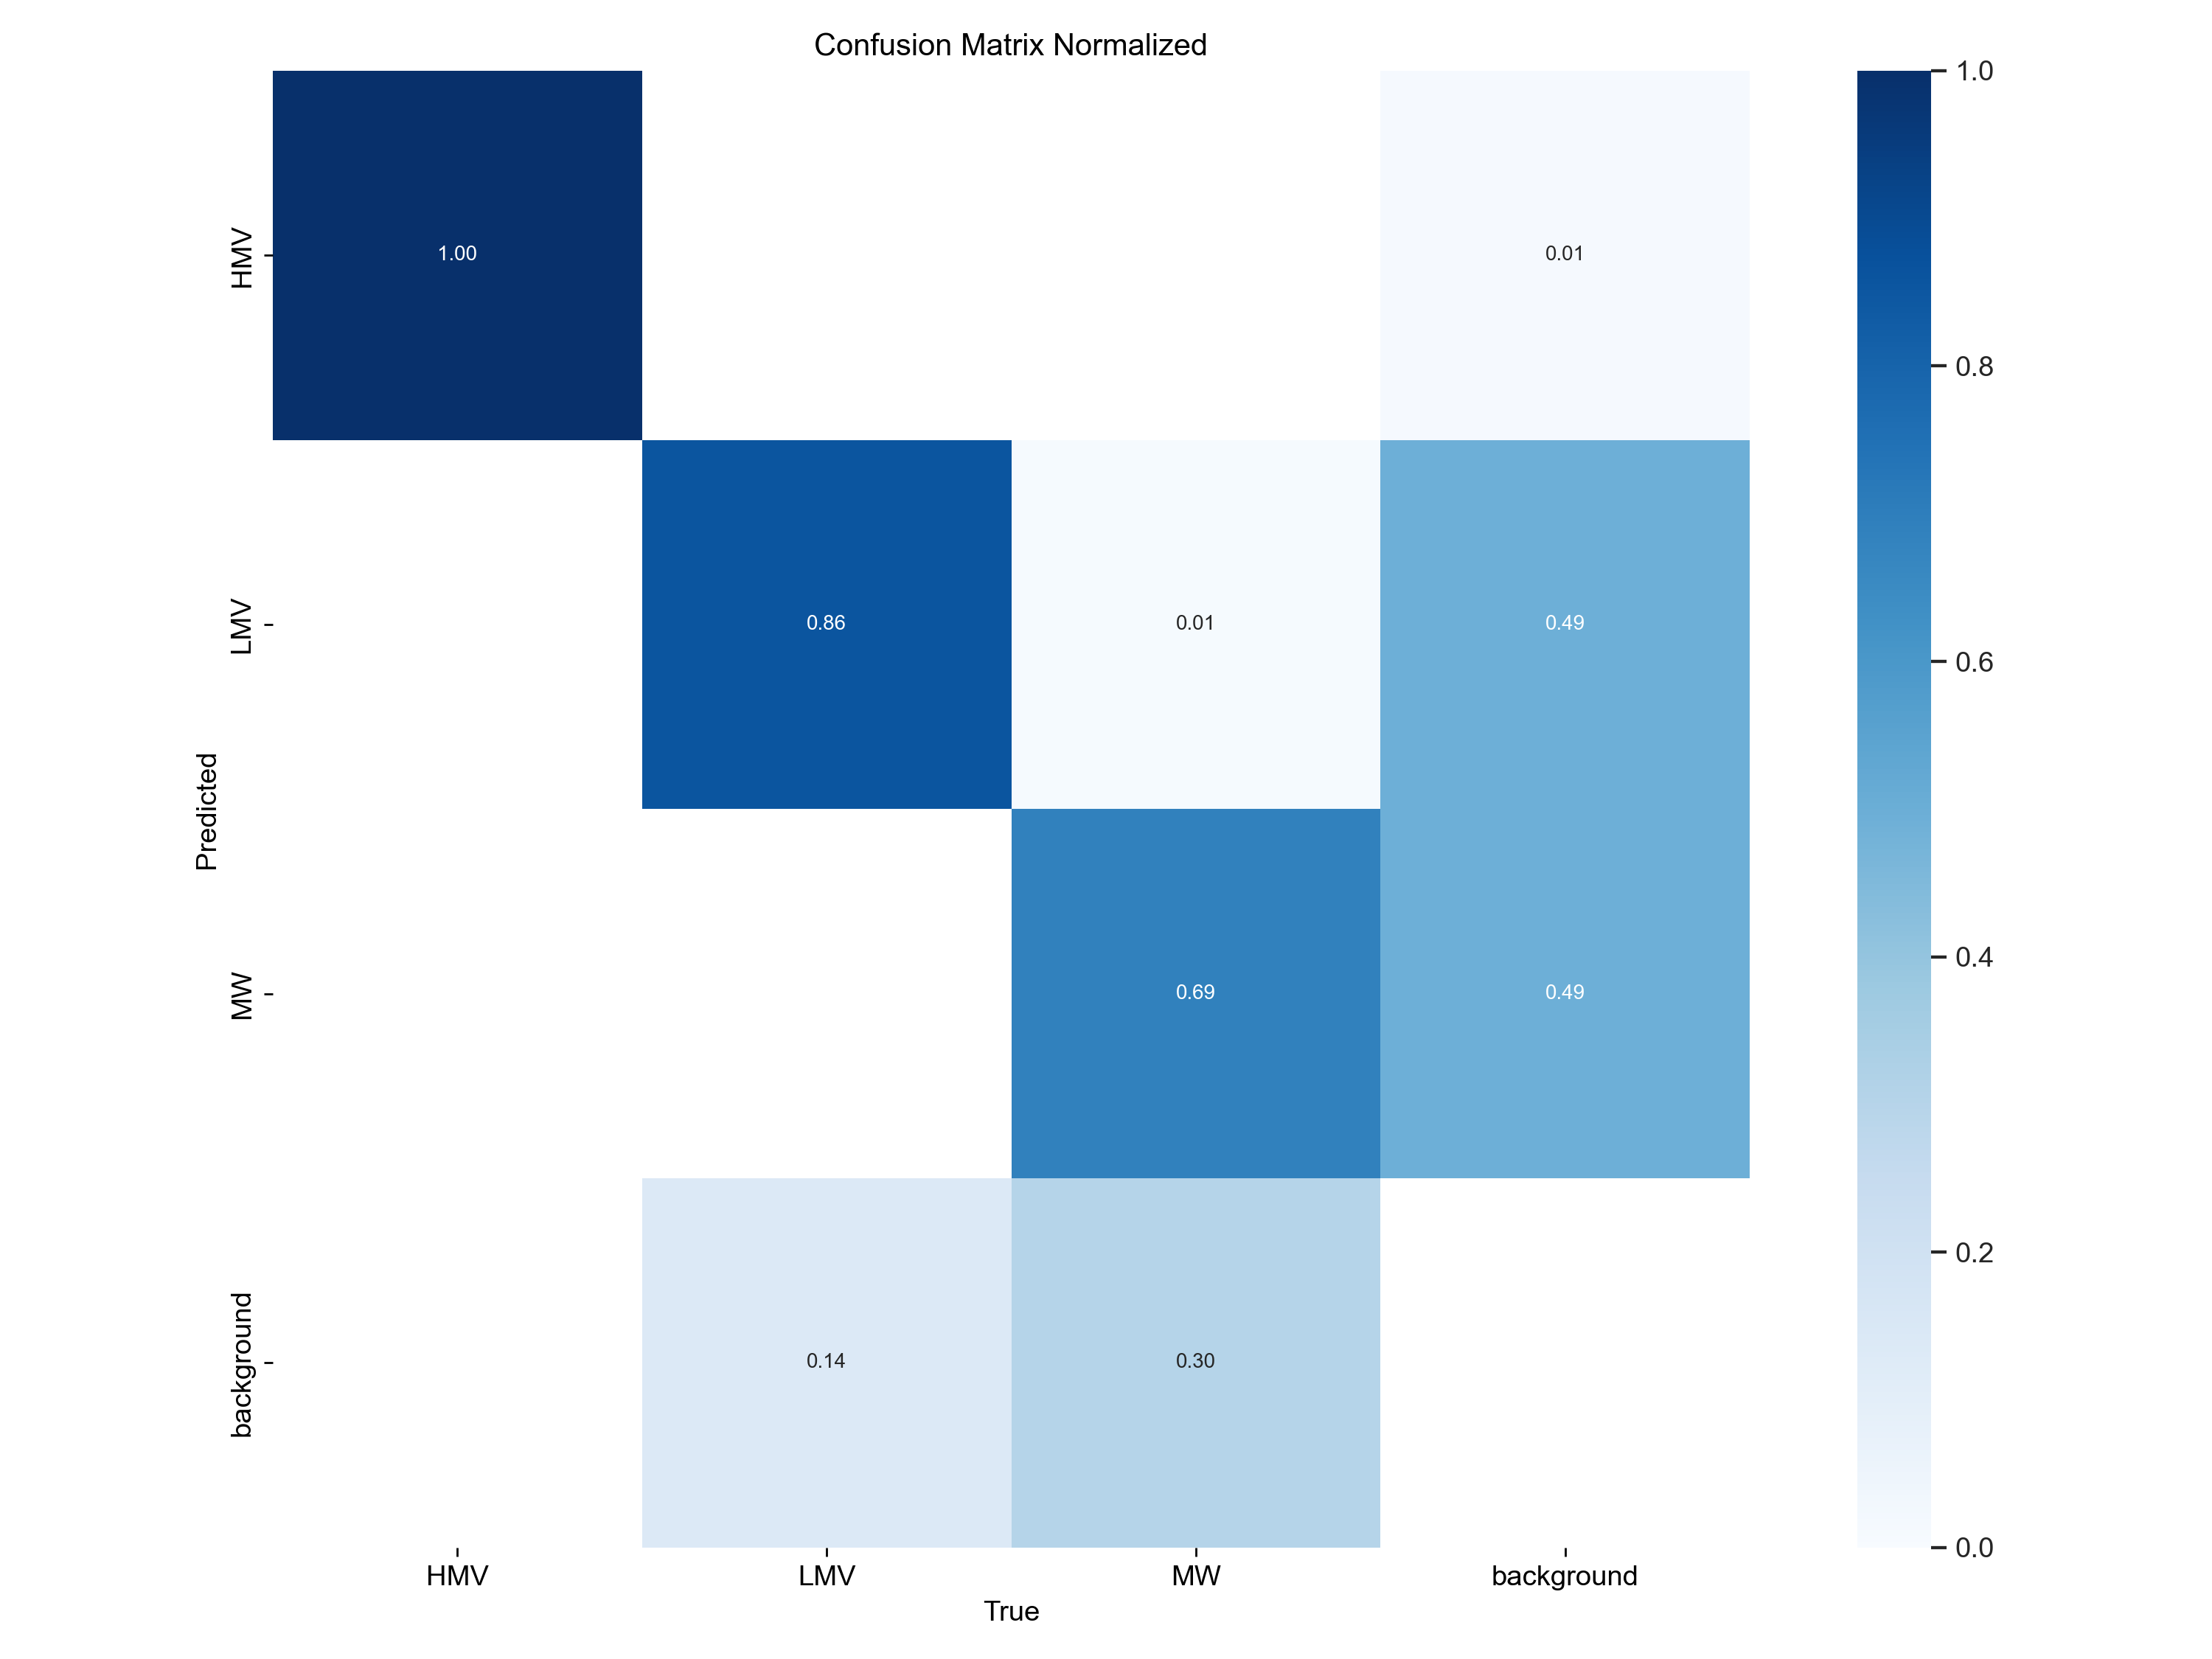 Confusion Matrix Normalized
HMV
1.00
0.01
LMV
0.86
0.01
0.49
MW
0.69
0.49
background
0.14
0.30
Predicted
HMV
LMV
MW
background
True
1.0
0.8
0.6
0.4
0.2
0.0